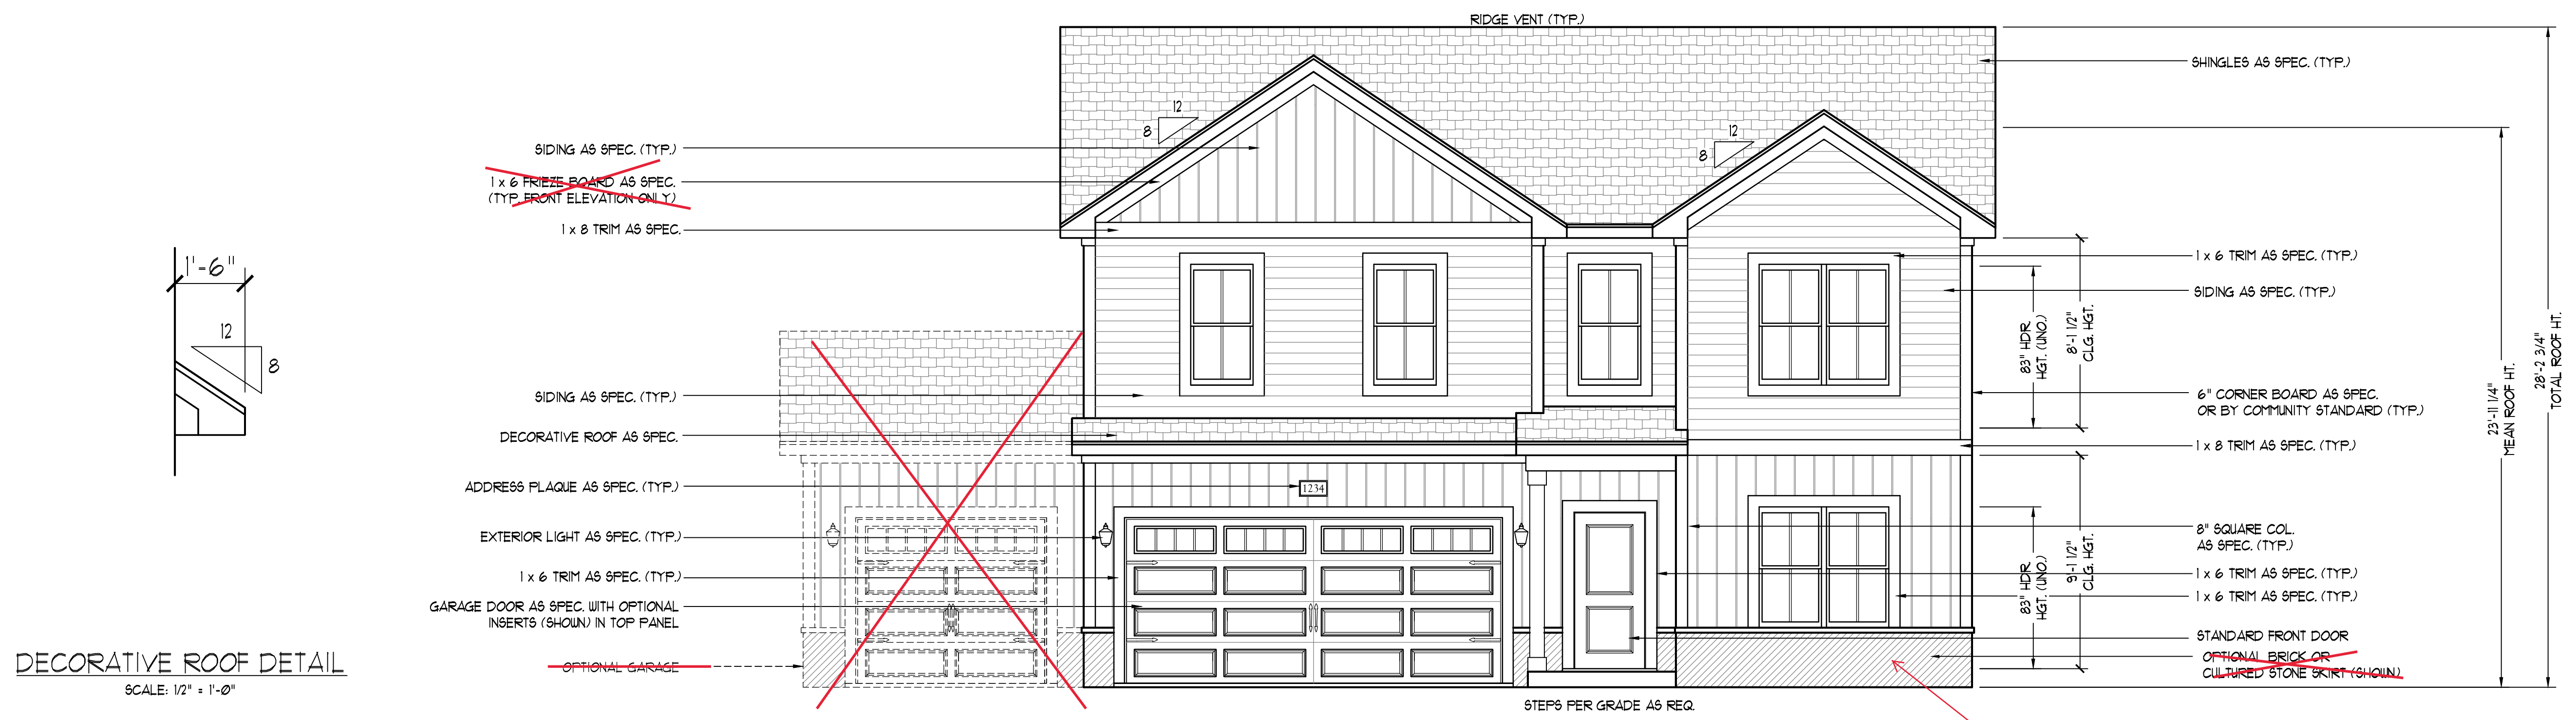 RIDGE VENT (TYP.)
SHINGLES AS SPEC. (TYP.)
12
8
12
8
SIDING AS SPEC. (TYP.)
1 x 6 FRIEZE BOARD AS SPEC.
(TYP. FRONT ELEVATION ONLY)
1 x 8 TRIM AS SPEC.
1'-6"
12
8
DECORATIVE ROOF DETAIL
SCALE: 1/2" = 1'-0"
SIDING AS SPEC. (TYP.)
DECORATIVE ROOF AS SPEC.
ADDRESS PLAQUE AS SPEC. (TYP.)
1234
EXTERIOR LIGHT AS SPEC. (TYP.)
1 x 6 TRIM AS SPEC. (TYP.)
GARAGE DOOR AS SPEC. WITH OPTIONAL
INSERTS (SHOWN) IN TOP PANEL
OPTIONAL GARAGE
STEPS PER GRADE AS REQ.
1 x 6 TRIM AS SPEC. (TYP.)
SIDING AS SPEC. (TYP.)
83" HDR.
HGT. (UNO.)
8'-1 1/2"
CLG. HGT.
6" CORNER BOARD AS SPEC.
OR BY COMMUNITY STANDARD (TYP.)
1 x 8 TRIM AS SPEC. (TYP.)
8" SQUARE COL.
AS SPEC. (TYP.)
83" HDR.
HGT. (UNO.)
9'-1 1/2"
CLG. HGT.
1 x 6 TRIM AS SPEC. (TYP.)
1 x 6 TRIM AS SPEC. (TYP.)
STANDARD FRONT DOOR
OPTIONAL BRICK OR
CULTURED STONE SKIRT (SHOWN)
23'-11 1/4"
MEAN ROOF HT.
28'-2 3/4"
TOTAL ROOF HT.